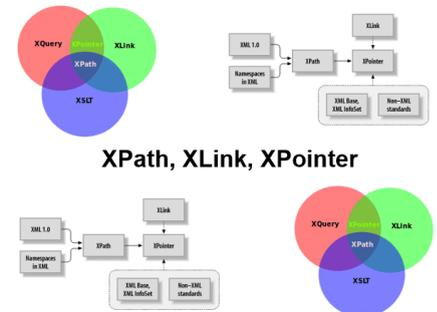 XQuery XPointer XLink
XPath
XSLT
XLink
XML 1.0
XPath XPointer
Namespaces
in XML
XML Base,
XML InfoSet
Non-XML
standards
XPath, XLink, XPointer
XLink
XML 1.0
XPath XPointer
Namespaces
in XML
XML Base,
XML InfoSet
Non-XML
standards
XQuery XPointer XLink
XPath
XSLT